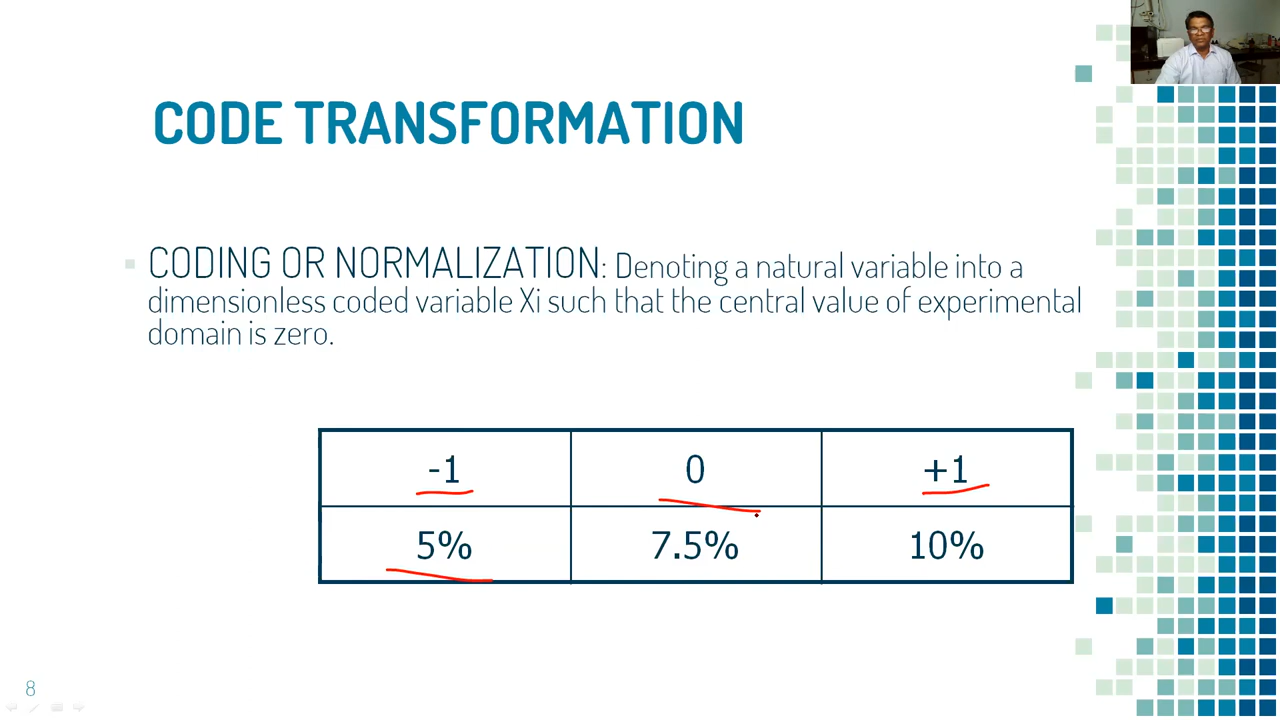 CODE TRANSFORMATION
CODING OR NORMALIZATION: Denoting a natural variable into a
dimensionless coded variable Xi such that the central value of experimental
domain is zero.
-1 0 +1
5% 7.5% 10%
8